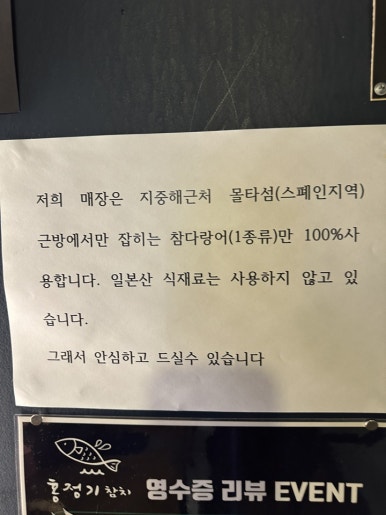 저희 매장은 지중해근처 몰타섬(스페인지역)
근방에서만 잡히는 참다랑어(1종류)만 100%사
용합니다. 일본산 식재료는 사용하지 않고 있
습니다.
그래서 안심하고 드실수 있습니다
홍정기참치 영수증 리뷰 EVENT